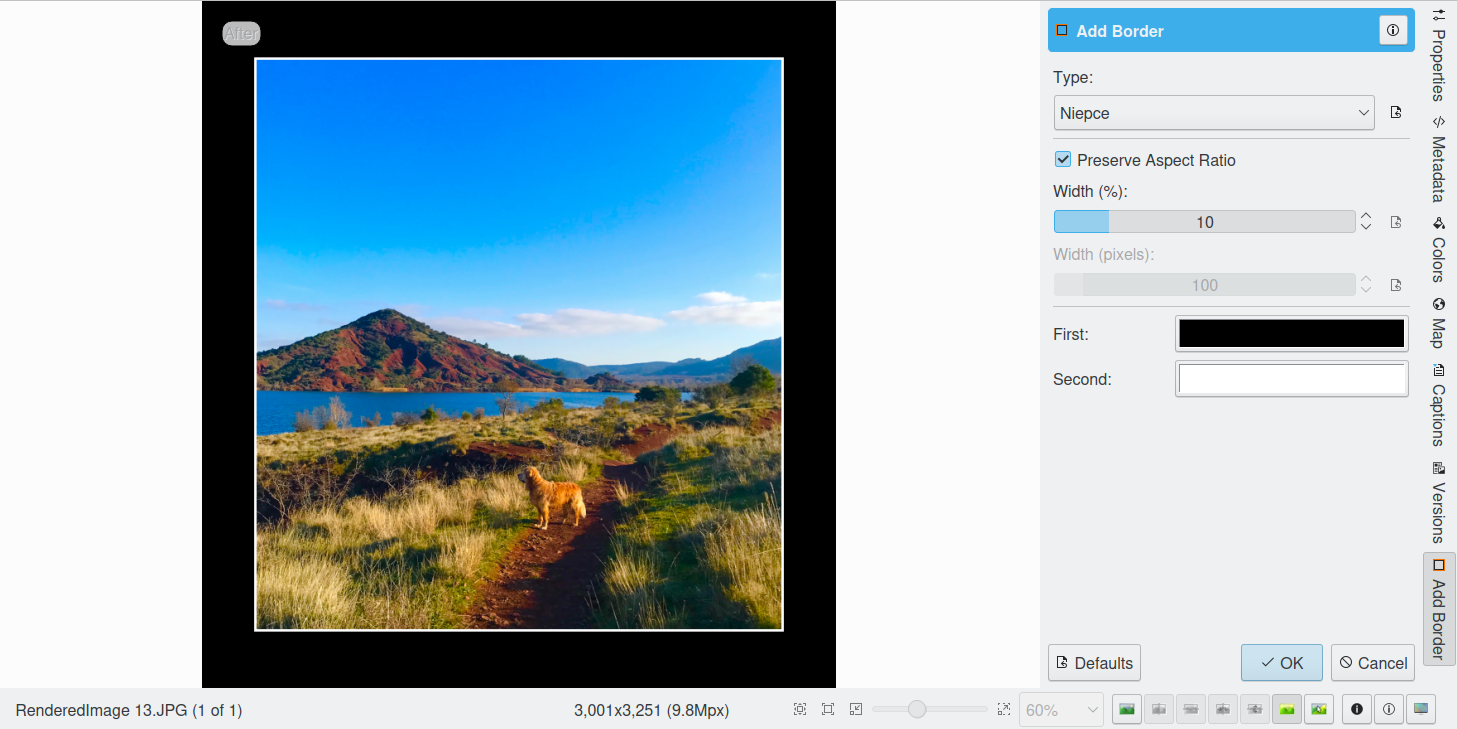 After
Add Border
Type:
Niepce
Preserve Aspect Ratio
Width (%):
10
Width (pixels):
100
First:
Second:
Defaults
OK
Cancel
Properties
Metadata
Colors
Map
Captions
Versions
Add Border
RenderedImage 13.JPG (1 of 1)
3,001x3,251 (9.8Mpx)
60%